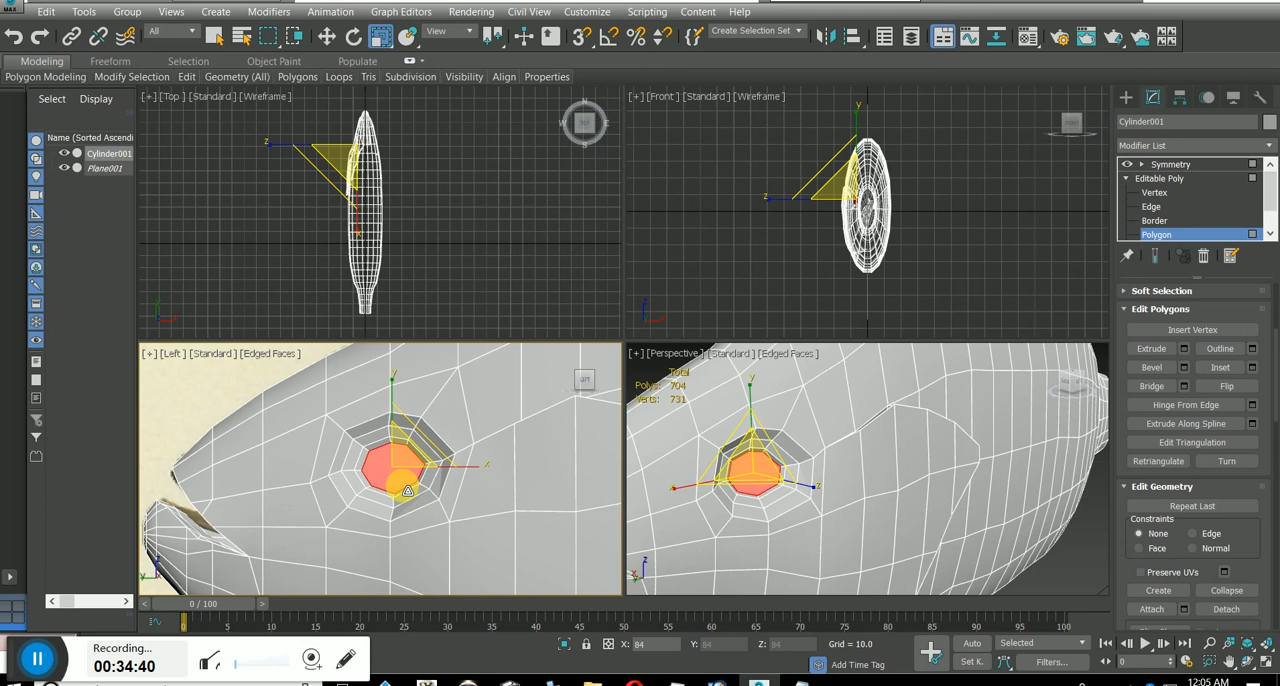 MAX
Edit Tools Group Views Create Modifiers Animation Graph Editors Rendering Civil View Customize Scripting Content Help
All View Create Selection Set
Modeling Freeform Selection Object Paint Populate
Polygon Modeling Modify Selection Edit Geometry (All) Polygons Loops Tris Subdivision Visibility Align Properties
Select Display
Name (Sorted Ascendi
Cylinder001
Plane001
[+] [Top ] [Standard ] [Wireframe ]
N
W E
TOP
z
x
y
[+] [Front ] [Standard ] [Wireframe ]
y
z
[+] [Left ] [Standard ] [Edged Faces ]
y
x
z
y
[+] [Perspective ] [Standard ] [Edged Faces ]
Total
Polys: 704
Verts: 731
y
x
z
z
Cylinder001
Modifier List
Symmetry
Editable Poly
Vertex
Edge
Border
Polygon
Soft Selection
Edit Polygons
Insert Vertex
Extrude Outline
Bevel Inset
Bridge Flip
Hinge From Edge
Extrude Along Spline
Edit Triangulation
Retriangulate Turn
Edit Geometry
Repeat Last
Constraints
None Edge
Face Normal
Preserve UVs
Create Collapse
Attach Detach
< 0 / 100 >
0 5 10 15 20 25 30 35 40 45 50 55 60 65 70 75 80 85 90 95 100
Recording...
00:34:40
X: 84 Y: 84 Z: 84 Grid = 10.0
Add Time Tag
Auto Selected
Set K. Filters...
0
12:05 AM